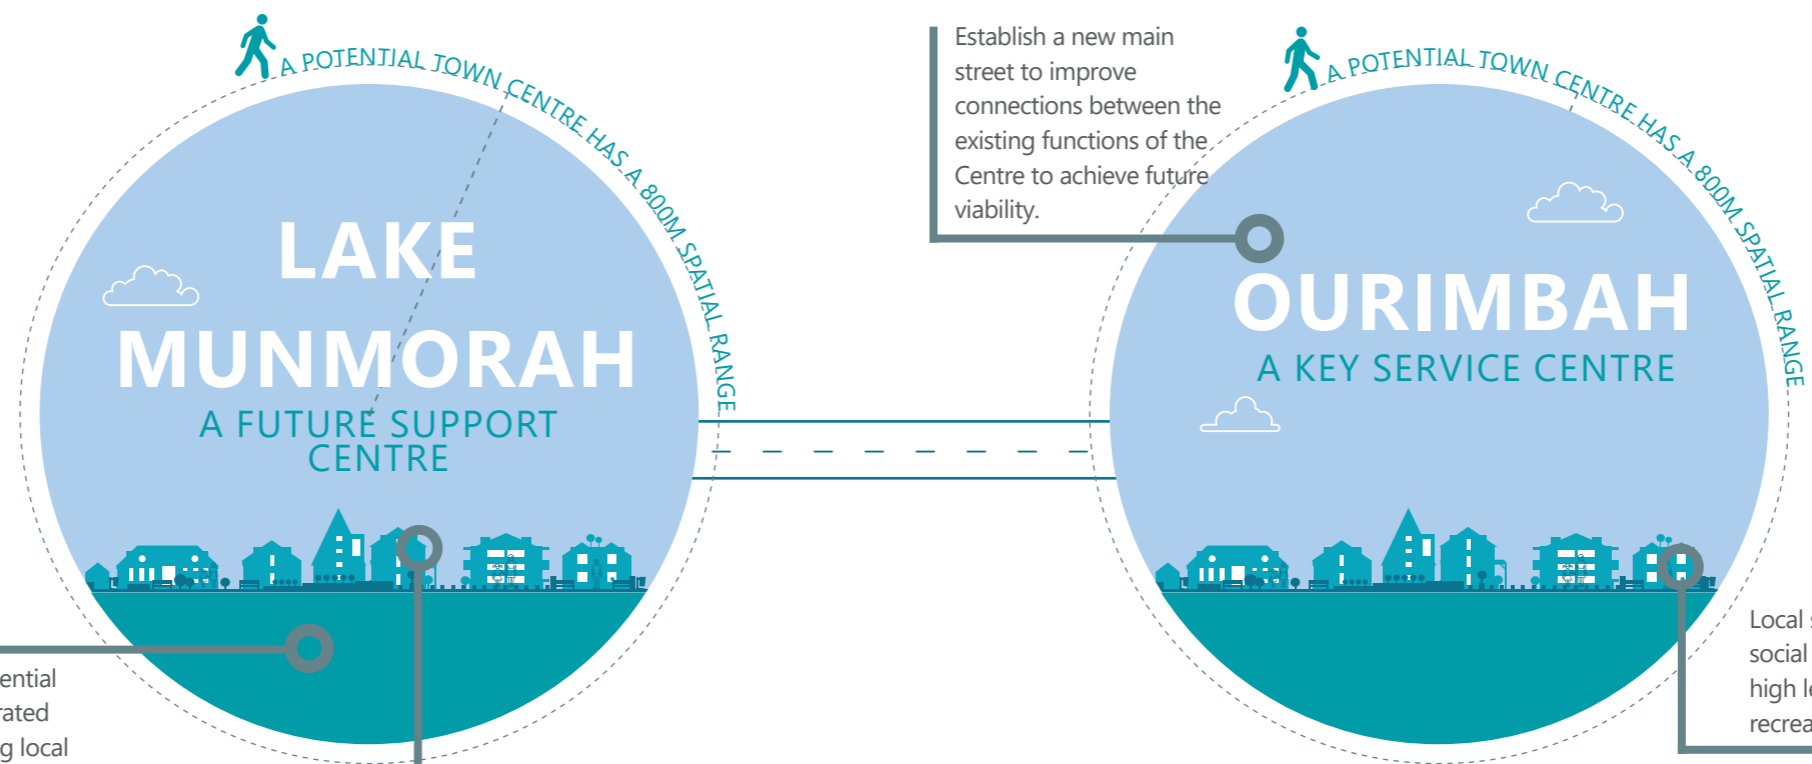 A POTENTIAL TOWN CENTRE HAS A 800M SPATIAL RANGE
LAKE
MUNMORAH
A FUTURE SUPPORT
CENTRE
ential
rated
g local
Establish a new main
street to improve
connections between the
existing functions of the
Centre to achieve future
viability.
A POTENTIAL TOWN CENTRE HAS A 800M SPATIAL RANGE
OURIMBAH
A KEY SERVICE CENTRE
Local
social
high le
recrea